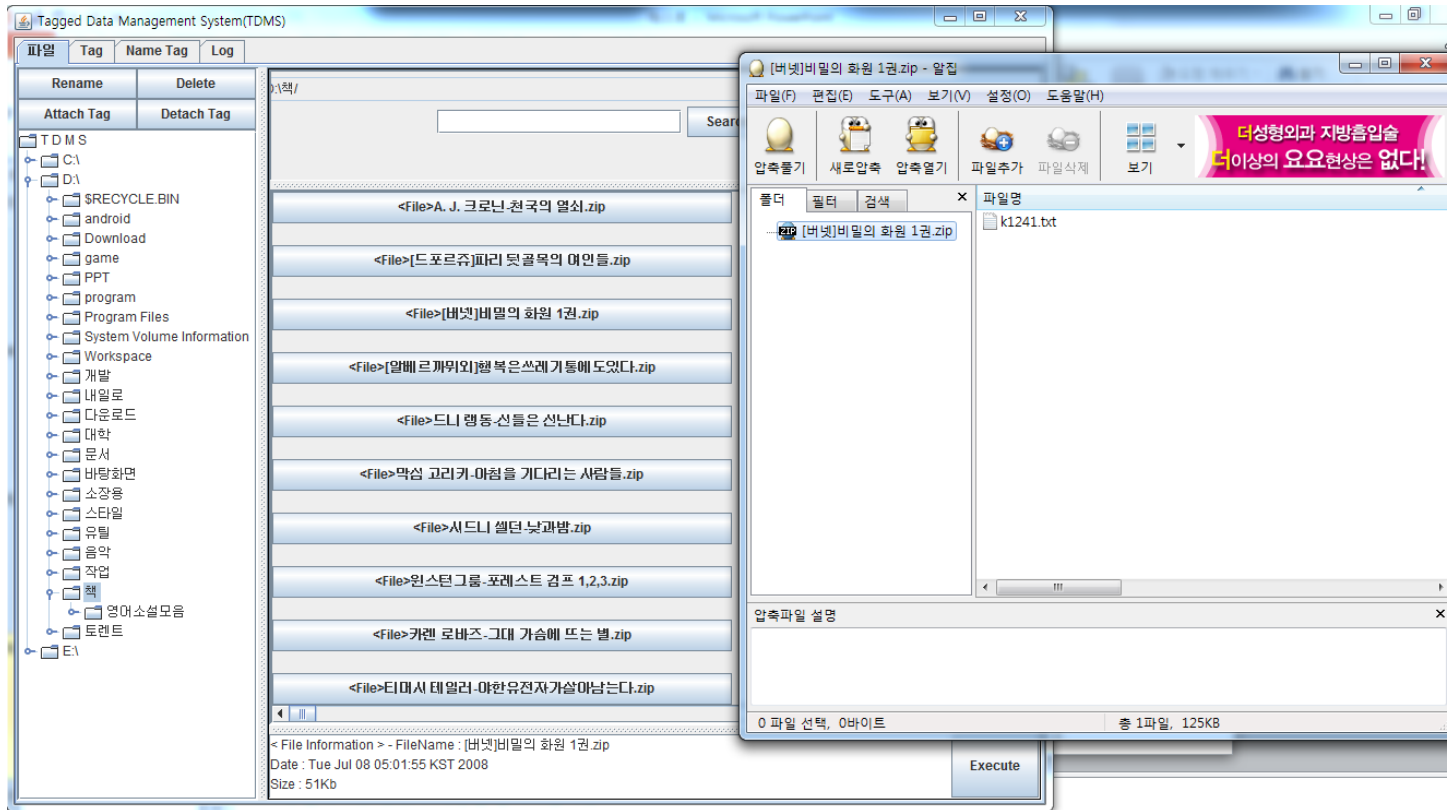 Tagged Data Management System(TDMS)
파일 Tag Name Tag Log
Rename Delete
Attach Tag Detach Tag
T D M S
C:\
D:\
$RECYCLE.BIN
android
Download
game
PPT
program
Program Files
System Volume Information
Workspace
개발
내일로
다운로드
대학
문서
바탕화면
소장용
스타일
유틸
음악
작업
책
영어소설모음
토렌트
E:\
:\책/
<File>A. J. 크로닌-천국의 열쇠.zip
<File>[드포르쥬]파리 뒷골목의 여인들.zip
<File>[버넷]비밀의 화원 1권.zip
<File>[알베르까뮈외]행복은쓰레기통에도있다.zip
<File>드니 랭동-신들은 신난다.zip
<File>막심 고리키-아침을 기다리는 사람들.zip
<File>시드니 셀던-낮과밤.zip
<File>윈스턴그룸-포레스트 검프 1,2,3.zip
<File>카렌 로바즈-그대 가슴에 뜨는 별.zip
<File>티머시 테일러-야한유전자가살아남는다.zip
< File Information > - FileName : [버넷]비밀의 화원 1권.zip
Date : Tue Jul 08 05:01:55 KST 2008
Size : 51Kb
Execute
[버넷]비밀의 화원 1권.zip - 알집
파일(F) 편집(E) 도구(A) 보기(V) 설정(O) 도움말(H)
압축풀기 새로압축 압축열기 파일추가 파일삭제 보기
더성형외과 지방흡입술
더이상의 요요현상은 없다!
폴더 필터 검색 X
파일명
[버넷]비밀의 화원 1권.zip
k1241.txt
압축파일 설명
0 파일 선택, 0바이트
총 1파일, 125KB